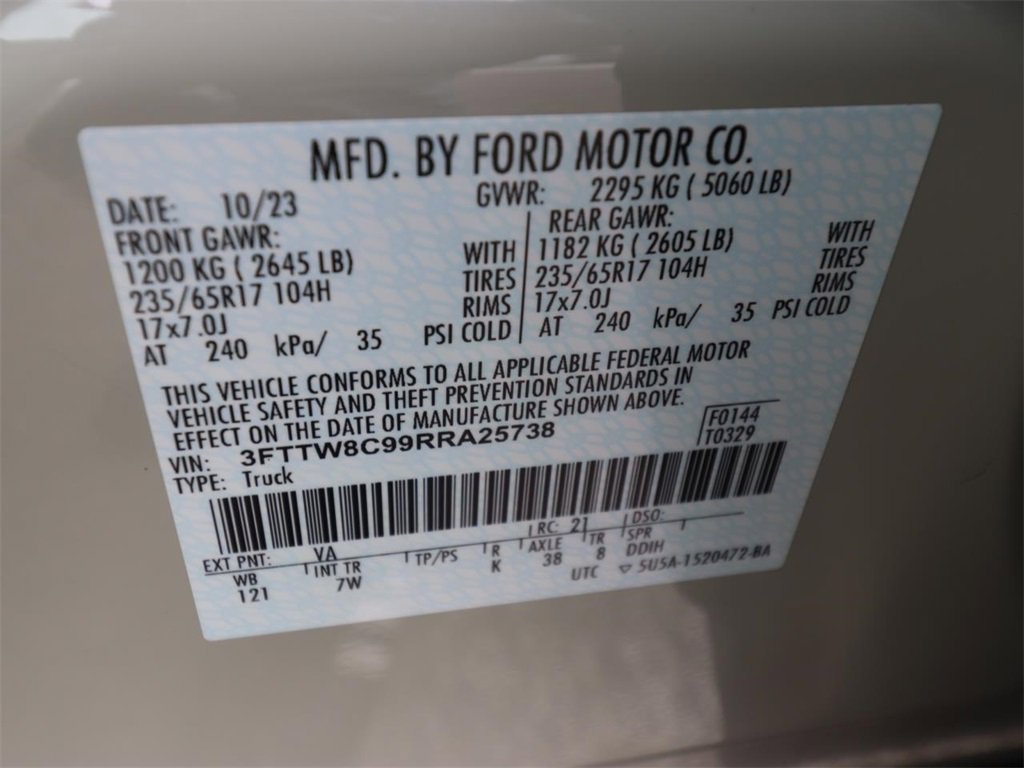 MFD. BY FORD MOTOR CO.
DATE: 10/23 GVWR: 2295 KG ( 5060 LB)
FRONT GAWR: REAR GAWR:
1200 KG ( 2645 LB) WITH 1182 KG ( 2605 LB) WITH
235/65R17 104H TIRES 235/65R17 104H TIRES
17x7.0J RIMS 17x7.0J RIMS
AT 240 kPa/ 35 PSI COLD AT 240 kPa/ 35 PSI COLD
THIS VEHICLE CONFORMS TO ALL APPLICABLE FEDERAL MOTOR
VEHICLE SAFETY AND THEFT PREVENTION STANDARDS IN
EFFECT ON THE DATE OF MANUFACTURE SHOWN ABOVE.
VIN: 3FTTW8C99RRA25738 F0144
TYPE: Truck T0329
EXT PNT: VA RC: 21 DSO:
WB INT TR TP/PS R AXLE TR SPR
121 7W K 38 8 DDIH
UTC ▽ 5U5A-1520472-BA